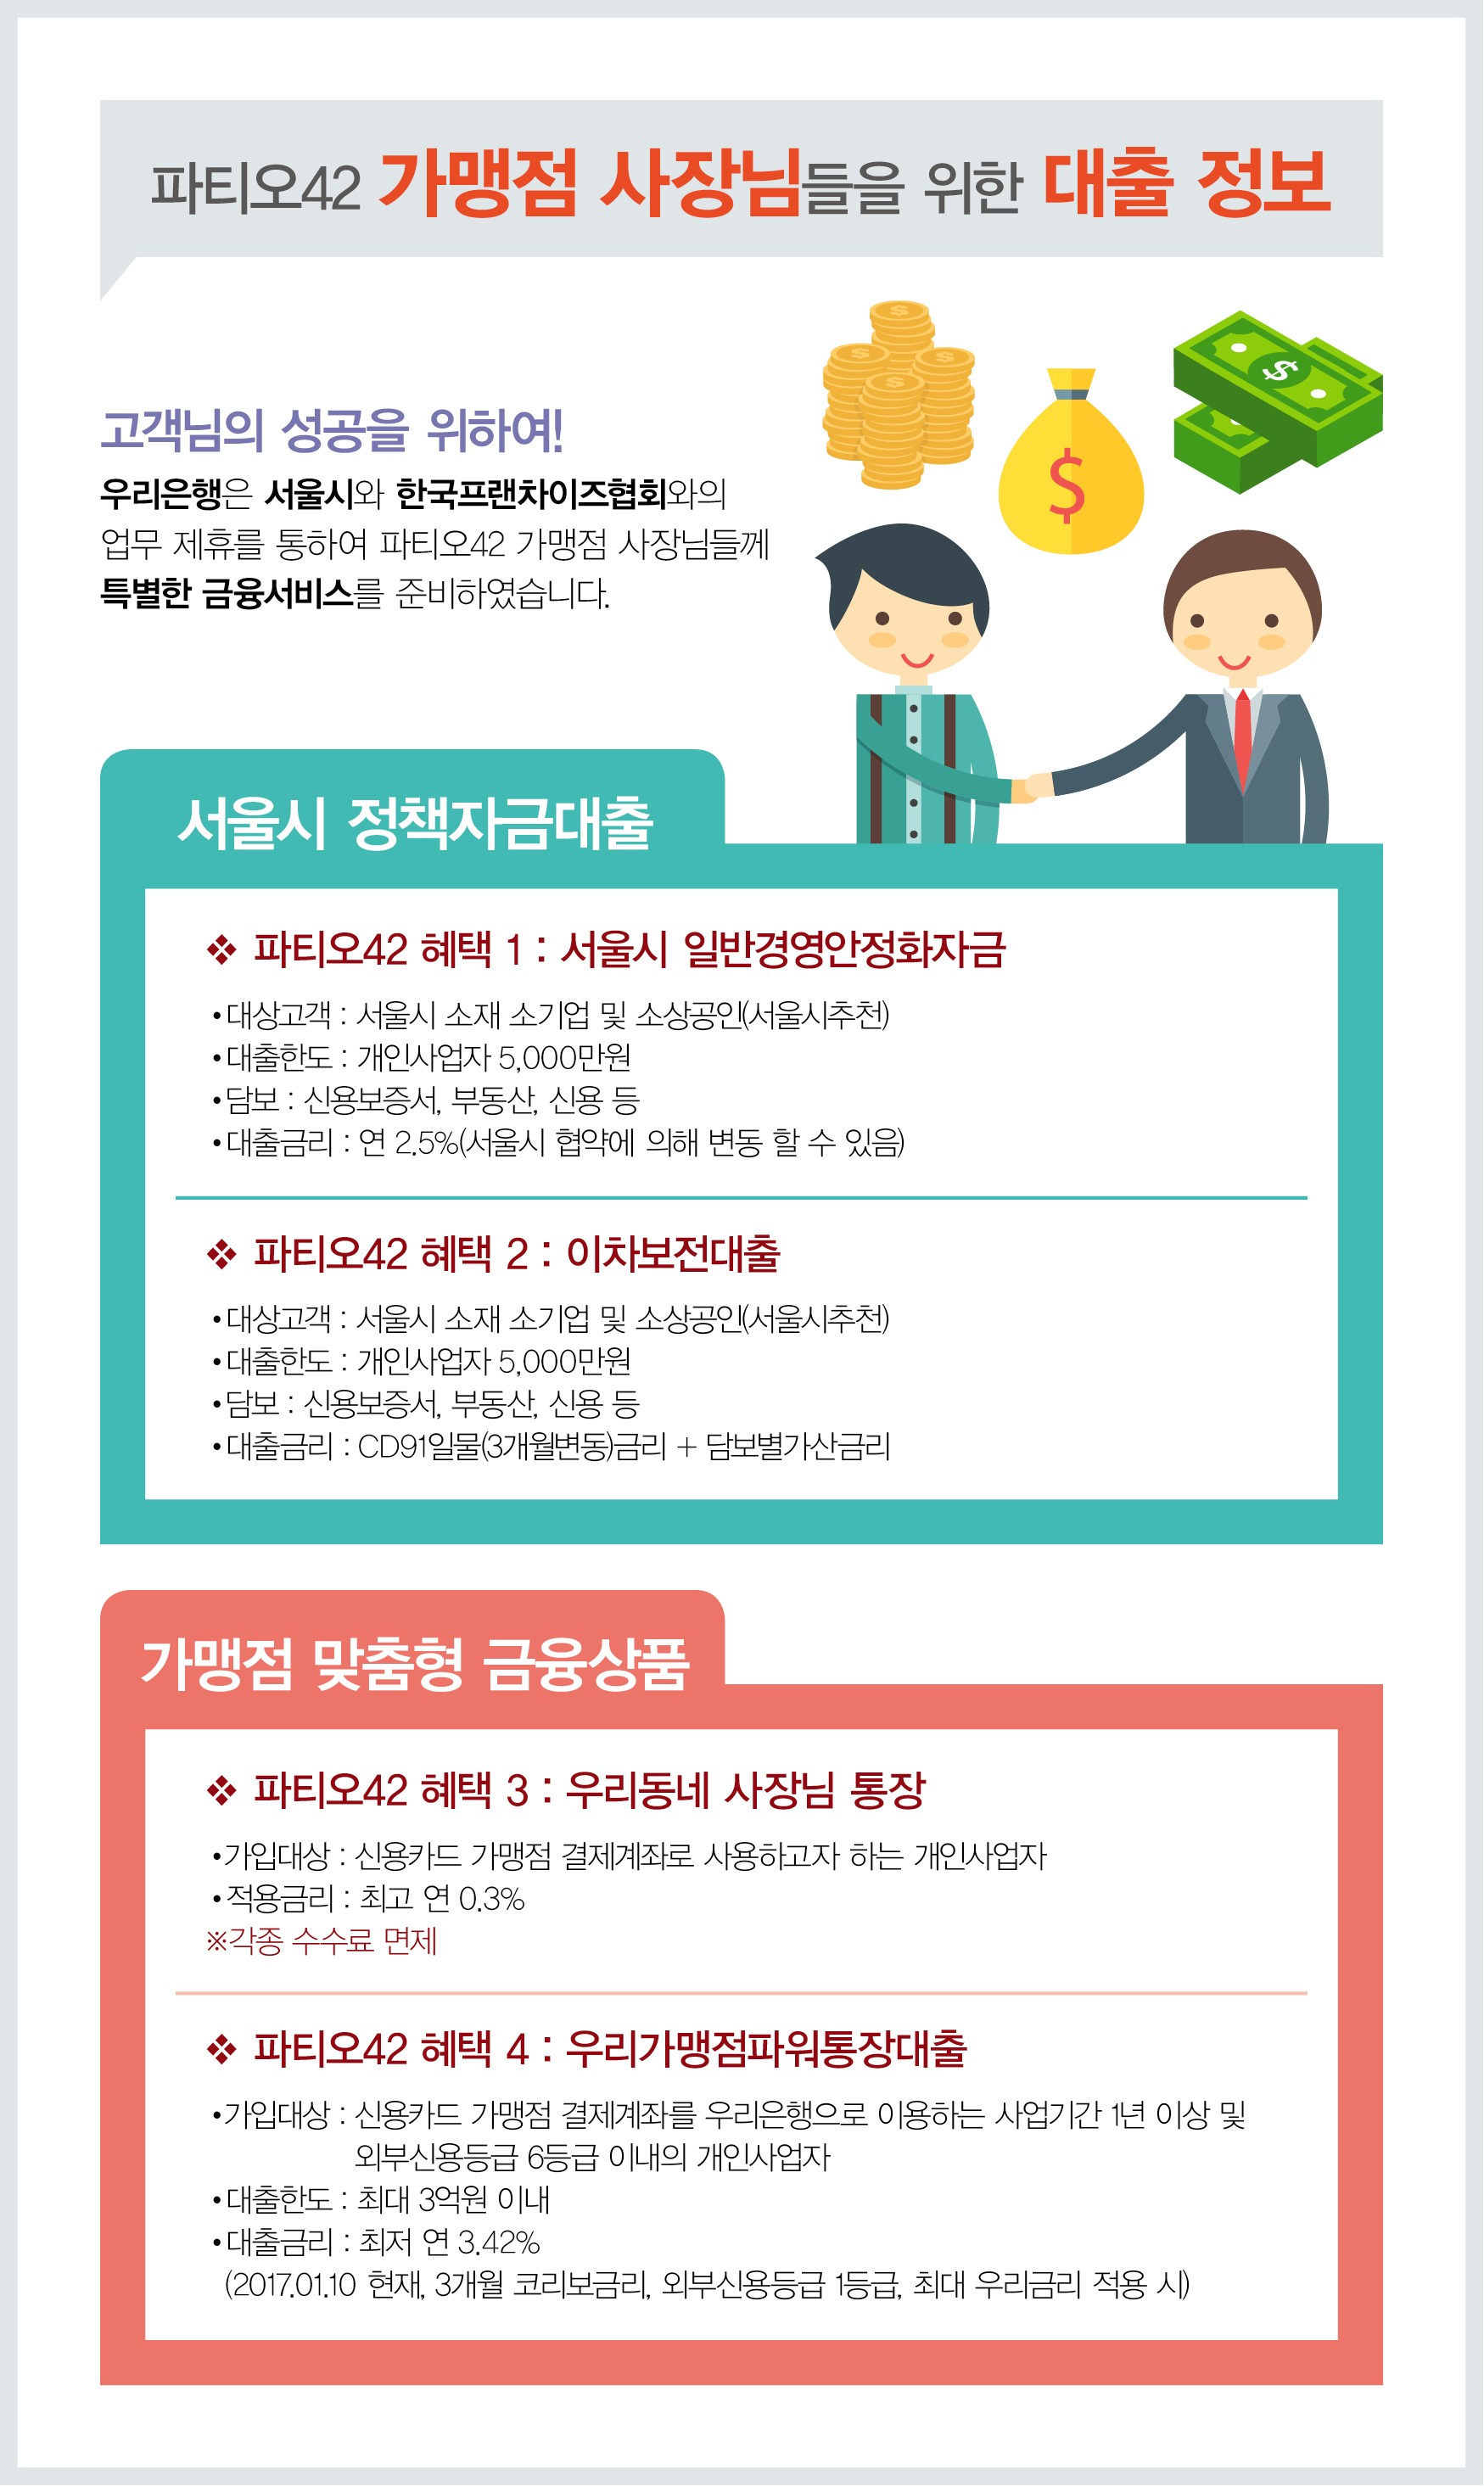 파티오42 가맹점 사장님들을 위한 대출 정보
고객님의 성공을 위하여!
우리은행은 서울시와 한국프랜차이즈협회와의
업무 제휴를 통하여 파티오42 가맹점 사장님들께
특별한 금융서비스를 준비하였습니다.
$
서울시 정책자금대출
❖ 파티오42 혜택 1 : 서울시 일반경영안정화자금
•대상고객 : 서울시 소재 소기업 및 소상공인(서울시추천)
•대출한도 : 개인사업자 5,000만원
•담보 : 신용보증서, 부동산, 신용 등
•대출금리 : 연 2.5%(서울시 협약에 의해 변동 할 수 있음)
❖ 파티오42 혜택 2 : 이차보전대출
•대상고객 : 서울시 소재 소기업 및 소상공인(서울시추천)
•대출한도 : 개인사업자 5,000만원
•담보 : 신용보증서, 부동산, 신용 등
•대출금리 : CD91일물(3개월변동)금리 + 담보별가산금리
가맹점 맞춤형 금융상품
❖ 파티오42 혜택 3 : 우리동네 사장님 통장
•가입대상 : 신용카드 가맹점 결제계좌로 사용하고자 하는 개인사업자
•적용금리 : 최고 연 0.3%
※각종 수수료 면제
❖ 파티오42 혜택 4 : 우리가맹점파워통장대출
•가입대상 : 신용카드 가맹점 결제계좌를 우리은행으로 이용하는 사업기간 1년 이상 및
외부신용등급 6등급 이내의 개인사업자
•대출한도 : 최대 3억원 이내
•대출금리 : 최저 연 3.42%
(2017.01.10 현재, 3개월 코리보금리, 외부신용등급 1등급, 최대 우리금리 적용 시)